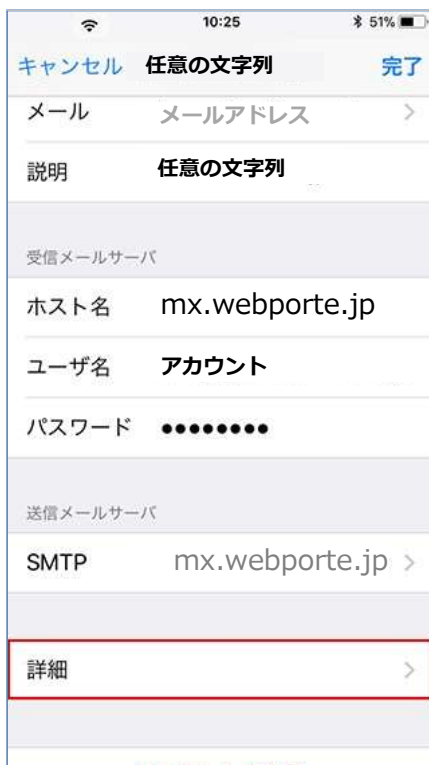 10:25
51%
キャンセル 任意の文字列 完了
メール メールアドレス
説明 任意の文字列
受信メールサーバ
ホスト名 mx.webporte.jp
ユーザ名 アカウント
パスワード ●●●●●●●●
送信メールサーバ
SMTP mx.webporte.jp
詳細